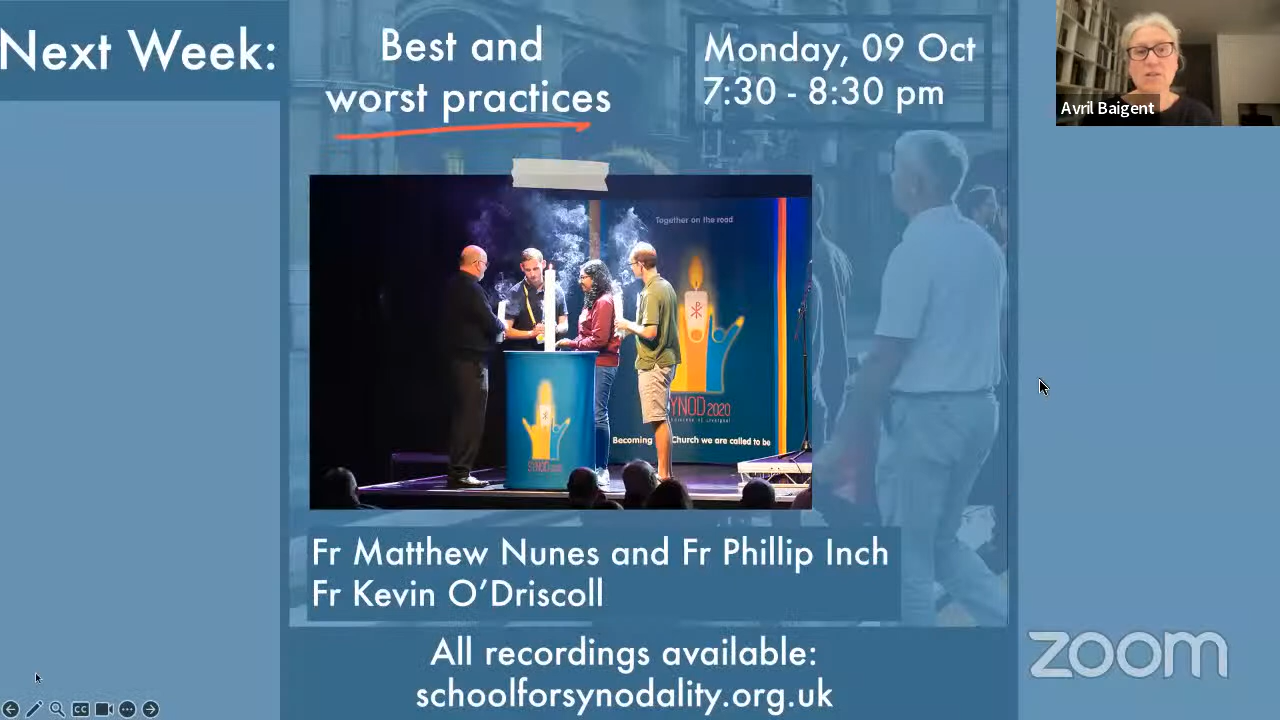 Next Week:
Best and
worst practices
Monday, 09 Oct
7:30 - 8:30 pm
Avril Baigent
Together on the road
SYNOD 2020
Becoming
Church we are called to be
SYNOD
Fr Matthew Nunes and Fr Phillip Inch
Fr Kevin O’Driscoll
All recordings available:
schoolforsynodality.org.uk
zoom
CC